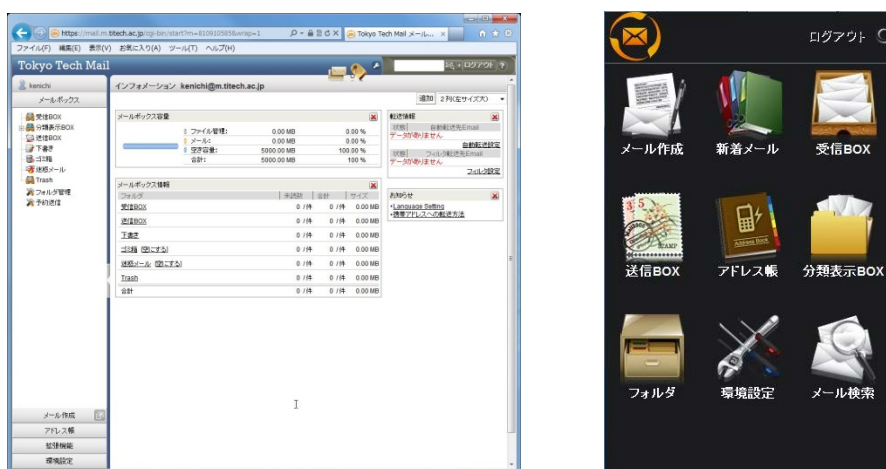 https://mail.m.titech.ac.jp/cgi-bin/start?m=810910585&wrap=1
Tokyo Tech Mail メール...
ファイル(F) 編集(E) 表示(V) お気に入り(A) ツール(T) ヘルプ(H)
Tokyo Tech Mail
ログアウト
kenichi
インフォメーション kenichi@m.titech.ac.jp
メールボックス
追加 2列(左サイズ大)
受信BOX
分類表示BOX
送信BOX
下書き
ゴミ箱
迷惑メール
Trash
フォルダ管理
予約送信
メールボックス容量
ファイル管理: 0.00 MB 0.00 %
メール: 0.00 MB 0.00 %
空き容量: 5000.00 MB 100.00 %
合計: 5000.00 MB 100 %
メールボックス情報
フォルダ 未読数 合計 サイズ
受信BOX 0 /件 0 /件 0.00 MB
送信BOX 0 /件 0 /件 0.00 MB
下書き 0 /件 0 /件 0.00 MB
ゴミ箱 [空にする] 0 /件 0 /件 0.00 MB
迷惑メール [空にする] 0 /件 0 /件 0.00 MB
Trash 0 /件 0 /件 0.00 MB
合計 0 /件 0 /件 0.00 MB
転送情報
状態 自動転送先Email
データがありません
自動転送設定
状態 フィルタ転送先Email
データがありません
フィルタ設定
お知らせ
・Language Setting
・携帯アドレスへの転送方法
メール作成
アドレス帳
拡張機能
環境設定
ログアウト
メール作成 新着メール 受信BOX
STAMP
Address Book
送信BOX アドレス帳 分類表示BOX
フォルダ 環境設定 メール検索